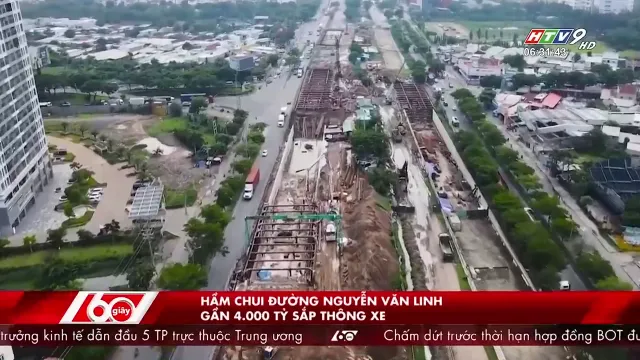 HTV9 HD
06:31:43
60 giây
HẦM CHUI ĐƯỜNG NGUYỄN VĂN LINH
GẦN 4.000 TỶ SẮP THÔNG XE
trưởng kinh tế dẫn đầu 5 TP trực thuộc Trung ương
Chấm dứt trước thời hạn hợp đồng BOT đ